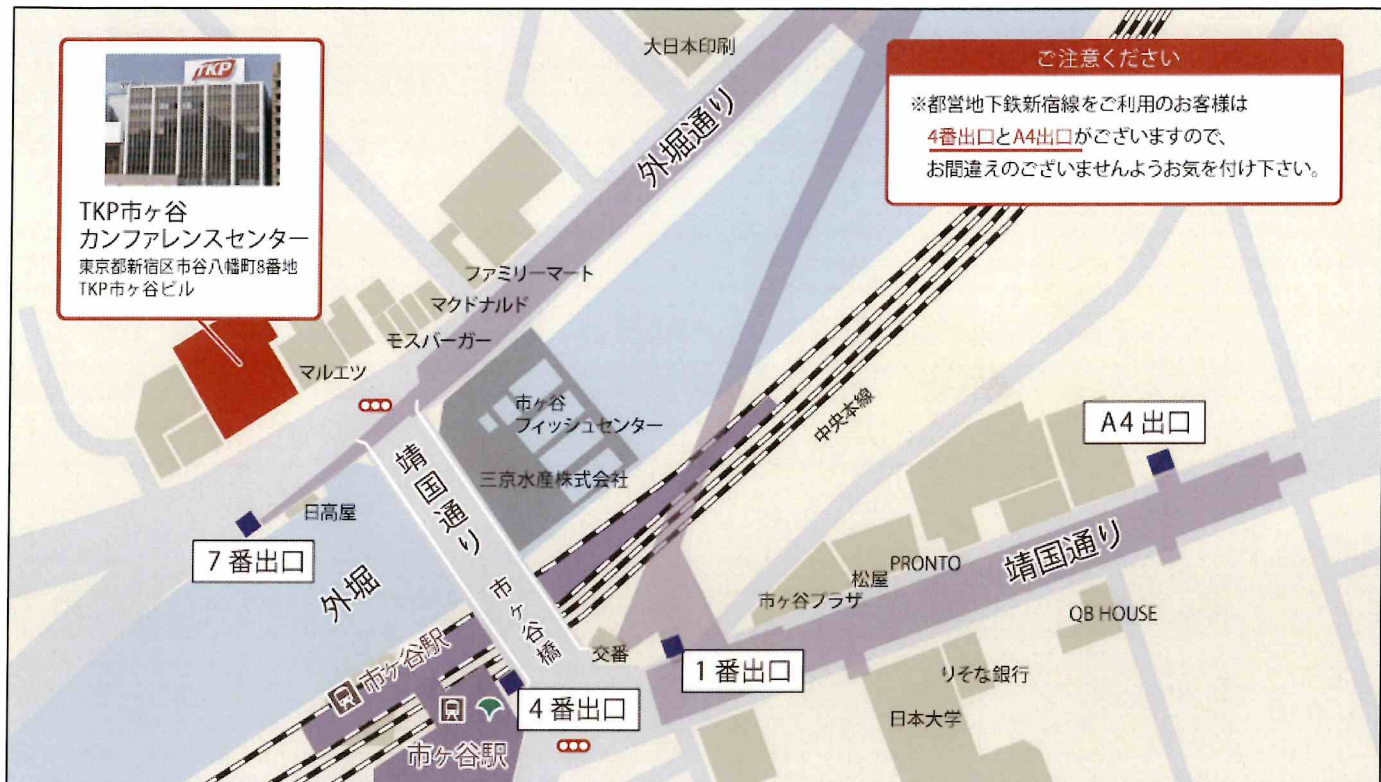 TKP
TKP市ヶ谷
カンファレンスセンター
東京都新宿区市谷八幡町8番地
TKP市ヶ谷ビル
大日本印刷
外堀通り
ご注意ください
※都営地下鉄新宿線をご利用のお客様は
4番出口とA4出口がございますので、
お間違えのございませんようお気を付け下さい。
ファミリーマート
マクドナルド
モスバーガー
マルエツ
市ヶ谷
フィッシュセンター
三京水産株式会社
中央本線
A4 出口
靖国通り
日高屋
7 番出口
外堀
市ヶ谷橋
靖国通り
PRONTO
松屋
市ヶ谷プラザ
QB HOUSE
交番
1 番出口
りそな銀行
日本大学
市ヶ谷駅
4 番出口
市ヶ谷駅